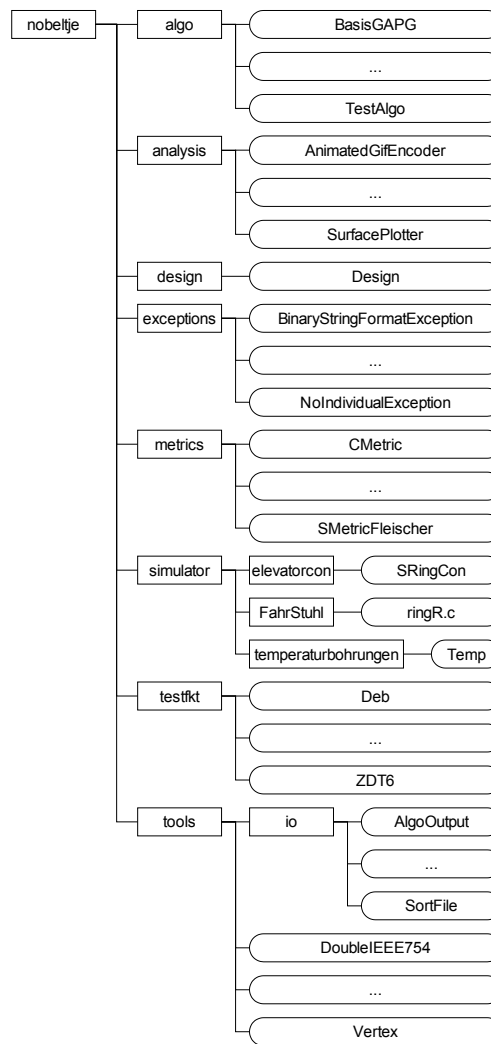 nobeltje
algo
BasisGAPG
...
TestAlgo
analysis
AnimatedGifEncoder
...
SurfacePlotter
design
Design
exceptions
BinaryStringFormatException
...
NoIndividualException
metrics
CMetric
...
SMetricFleischer
simulator
elevatorcon
SRingCon
FahrStuhl
ringR.c
temperaturbohrungen
Temp
testfkt
Deb
...
ZDT6
tools
io
AlgoOutput
...
SortFile
DoubleIEEE754
...
Vertex